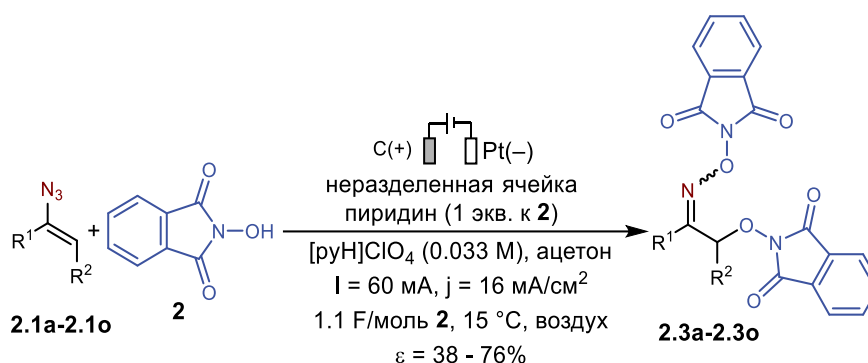 C(+) Pt(–)
неразделенная ячейка
пиридин (1 экв. к 2)
[pyH]ClO₄ (0.033 M), ацетон
I = 60 мА, j = 16 мА/см²
1.1 F/моль 2, 15 °C, воздух
ε = 38 - 76%
N₃
R¹
R²
+
O
N
OH
O
2.1a-2.1o
2
O
N
O
O
N
R¹
R²
O
O
N
O
2.3a-2.3o